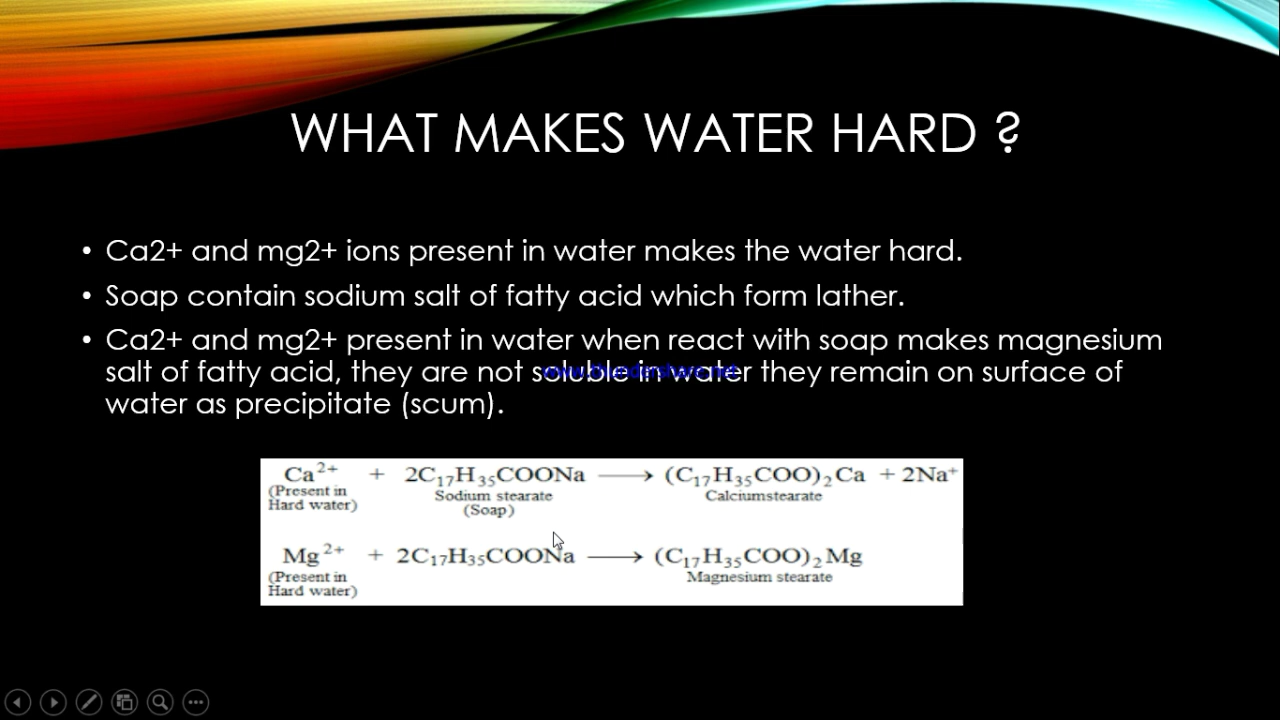 WHAT MAKES WATER HARD ?
• Ca2+ and mg2+ ions present in water makes the water hard.
• Soap contain sodium salt of fatty acid which form lather.
• Ca2+ and mg2+ present in water when react with soap makes magnesium
salt of fatty acid, they are not soluble in water they remain on surface of
water as precipitate (scum).
www.thundershare.net
Ca²⁺ + 2C₁₇H₃₅COONa ⟶ (C₁₇H₃₅COO)₂Ca + 2Na⁺
(Present in Sodium stearate Calciumstearate
Hard water) (Soap)
Mg²⁺ + 2C₁₇H₃₅COONa ⟶ (C₁₇H₃₅COO)₂Mg
(Present in Magnesium stearate
Hard water)